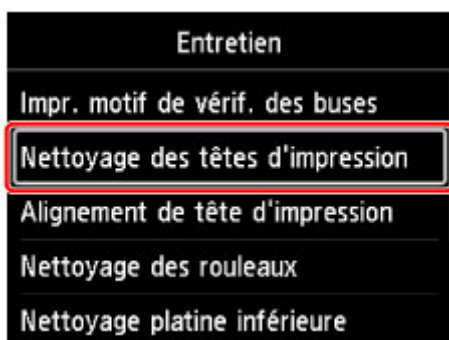 Entretien
Impr. motif de vérif. des buses
Nettoyage des têtes d'impression
Alignement de tête d'impression
Nettoyage des rouleaux
Nettoyage platine inférieure